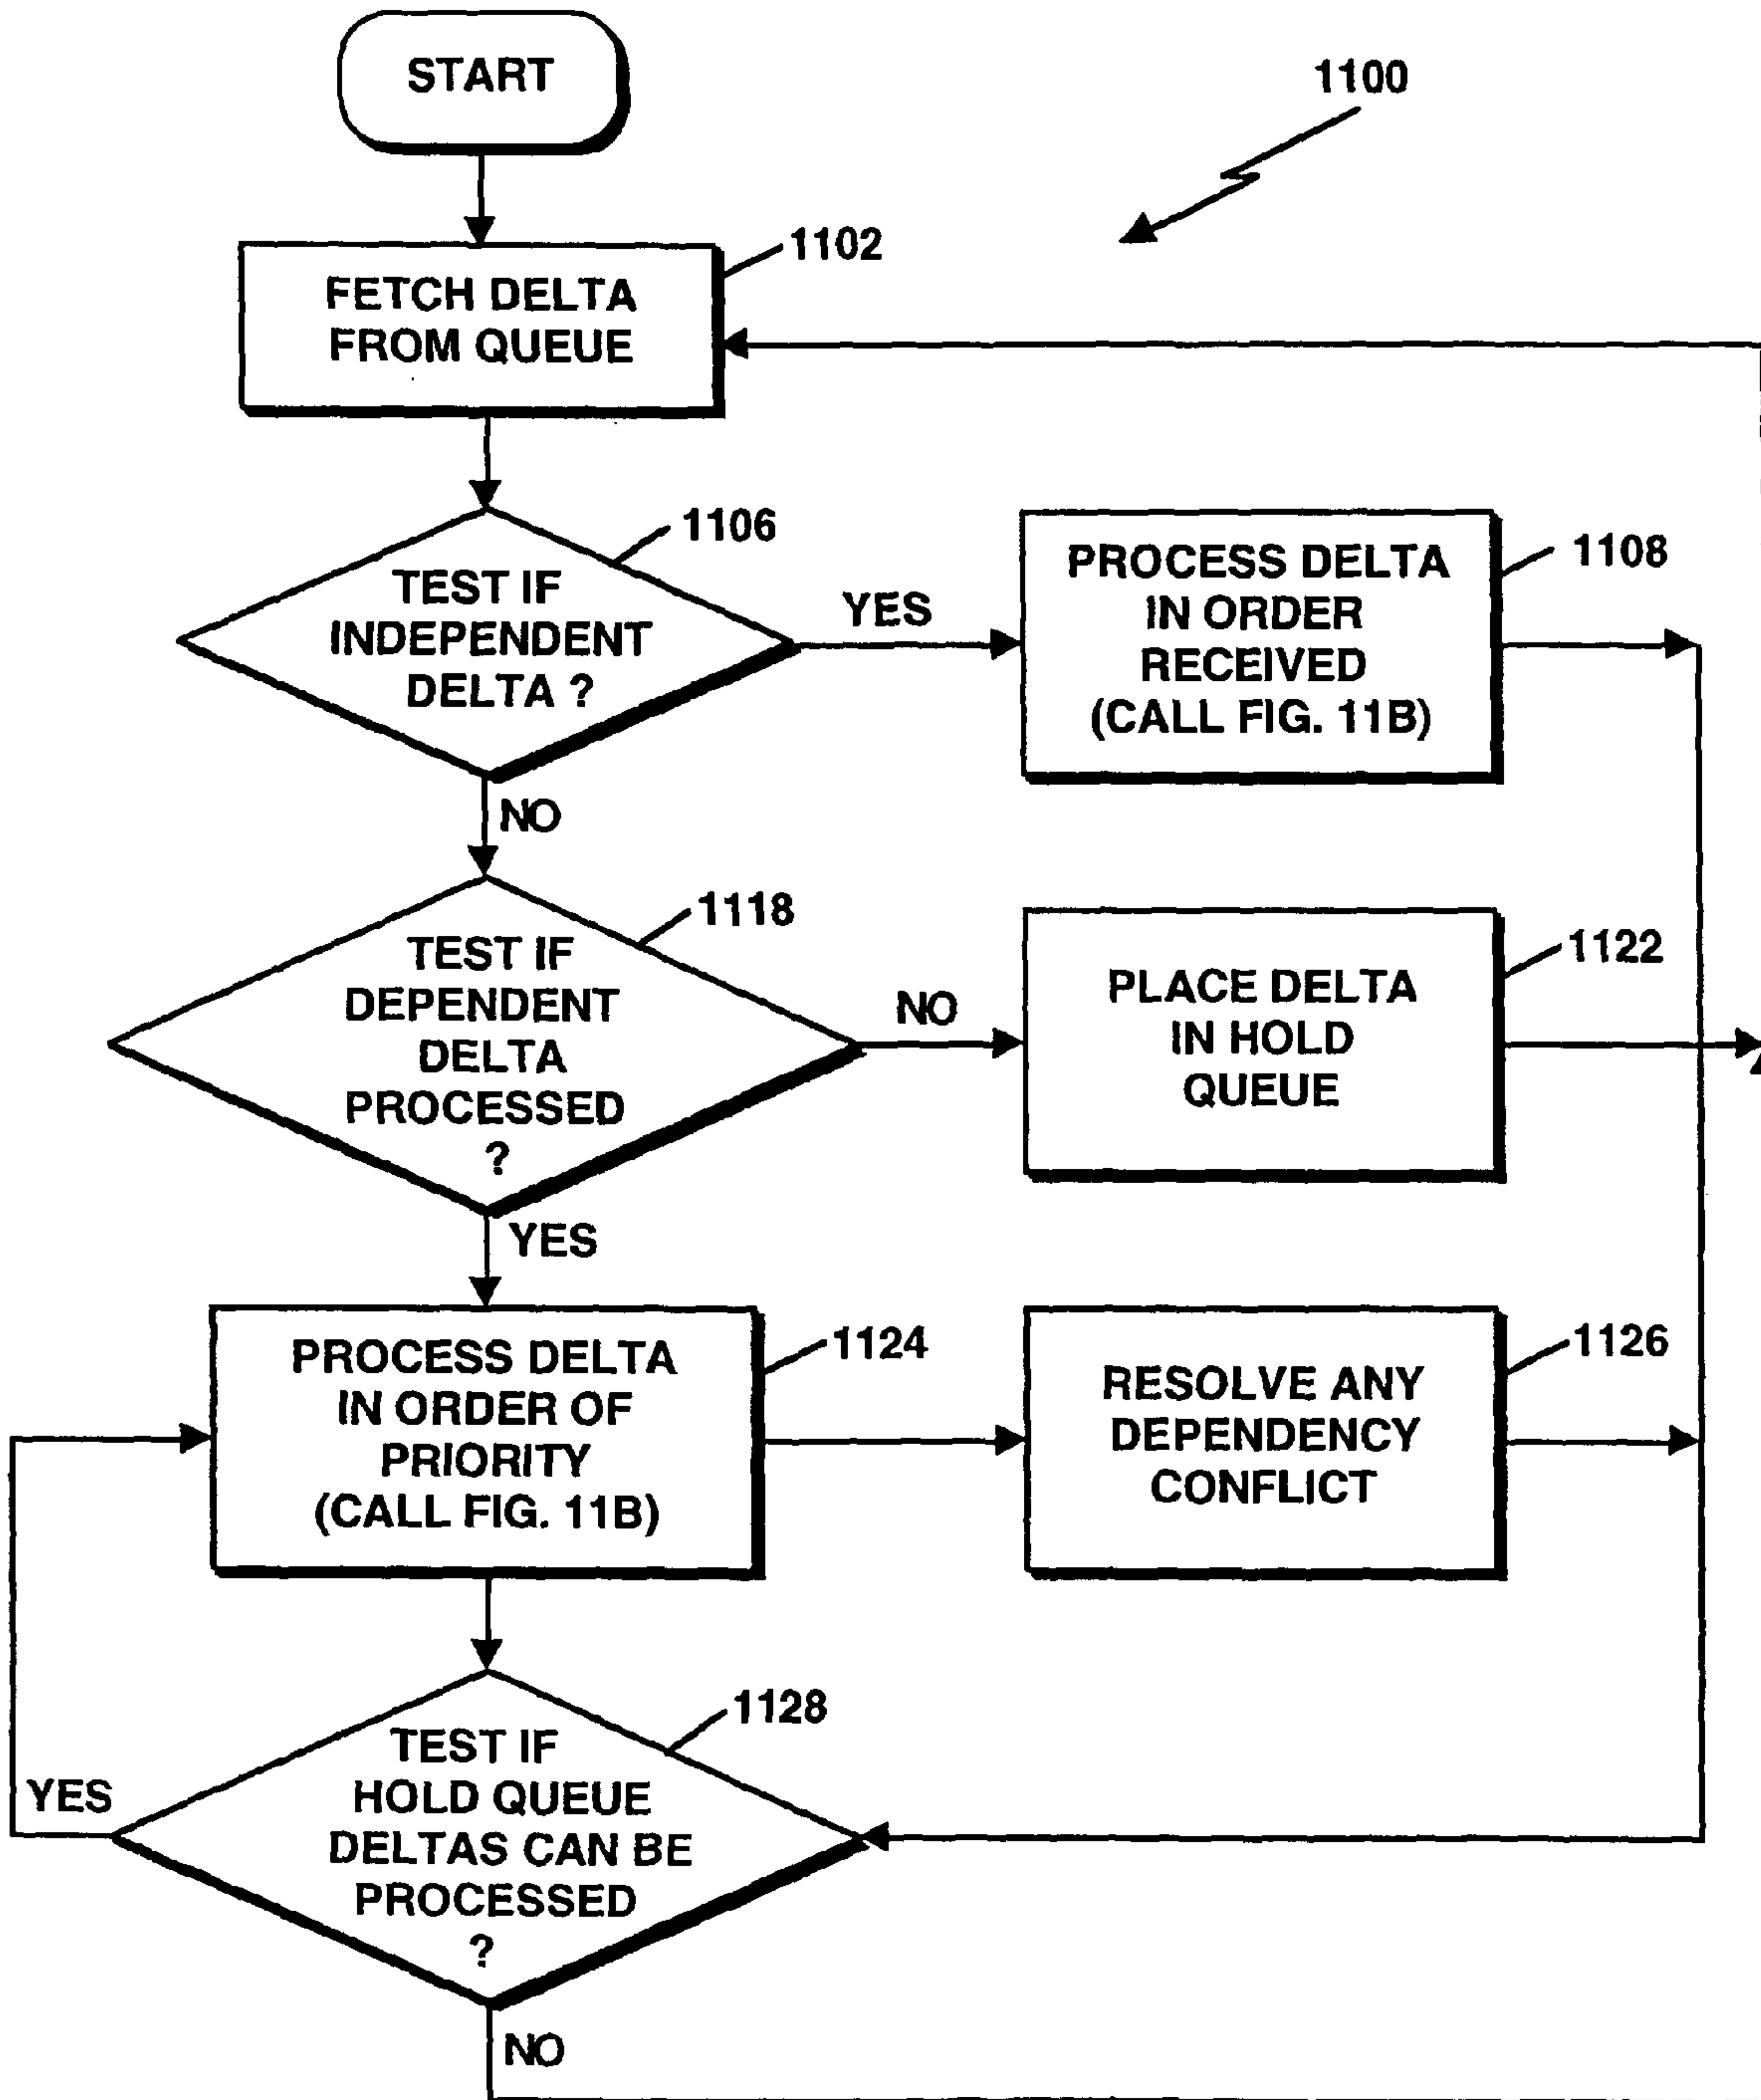 START
1100
1102
FETCH DELTA
FROM QUEUE
1106
TEST IF
INDEPENDENT
DELTA ?
YES
1108
PROCESS DELTA
IN ORDER
RECEIVED
(CALL FIG. 11B)
NO
1118
TEST IF
DEPENDENT
DELTA
PROCESSED
?
NO
1122
PLACE DELTA
IN HOLD
QUEUE
YES
1124
PROCESS DELTA
IN ORDER OF
PRIORITY
(CALL FIG. 11B)
1126
RESOLVE ANY
DEPENDENCY
CONFLICT
1128
TEST IF
HOLD QUEUE
DELTAS CAN BE
PROCESSED
?
YES
NO